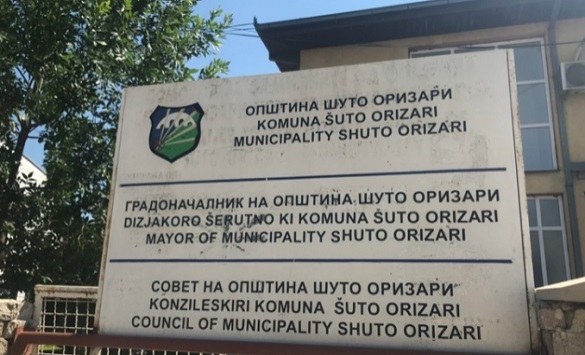 ОПШТИНА ШУТО ОРИЗАРИ
KOMUNA ŠUTO ORIZARI
MUNICIPALITY SHUTO ORIZARI
ГРАДОНАЧАЛНИК НА ОПШТИНА ШУТО ОРИЗАРИ
DIZJAKORO ŠERUTNO KI KOMUNA ŠUTO ORIZARI
MAYOR OF MUNICIPALITY SHUTO ORIZARI
СОВЕТ НА ОПШТИНА ШУТО ОРИЗАРИ
KONZILESKIRI KOMUNA ŠUTO ORIZARI
COUNCIL OF MUNICIPALITY SHUTO ORIZARI